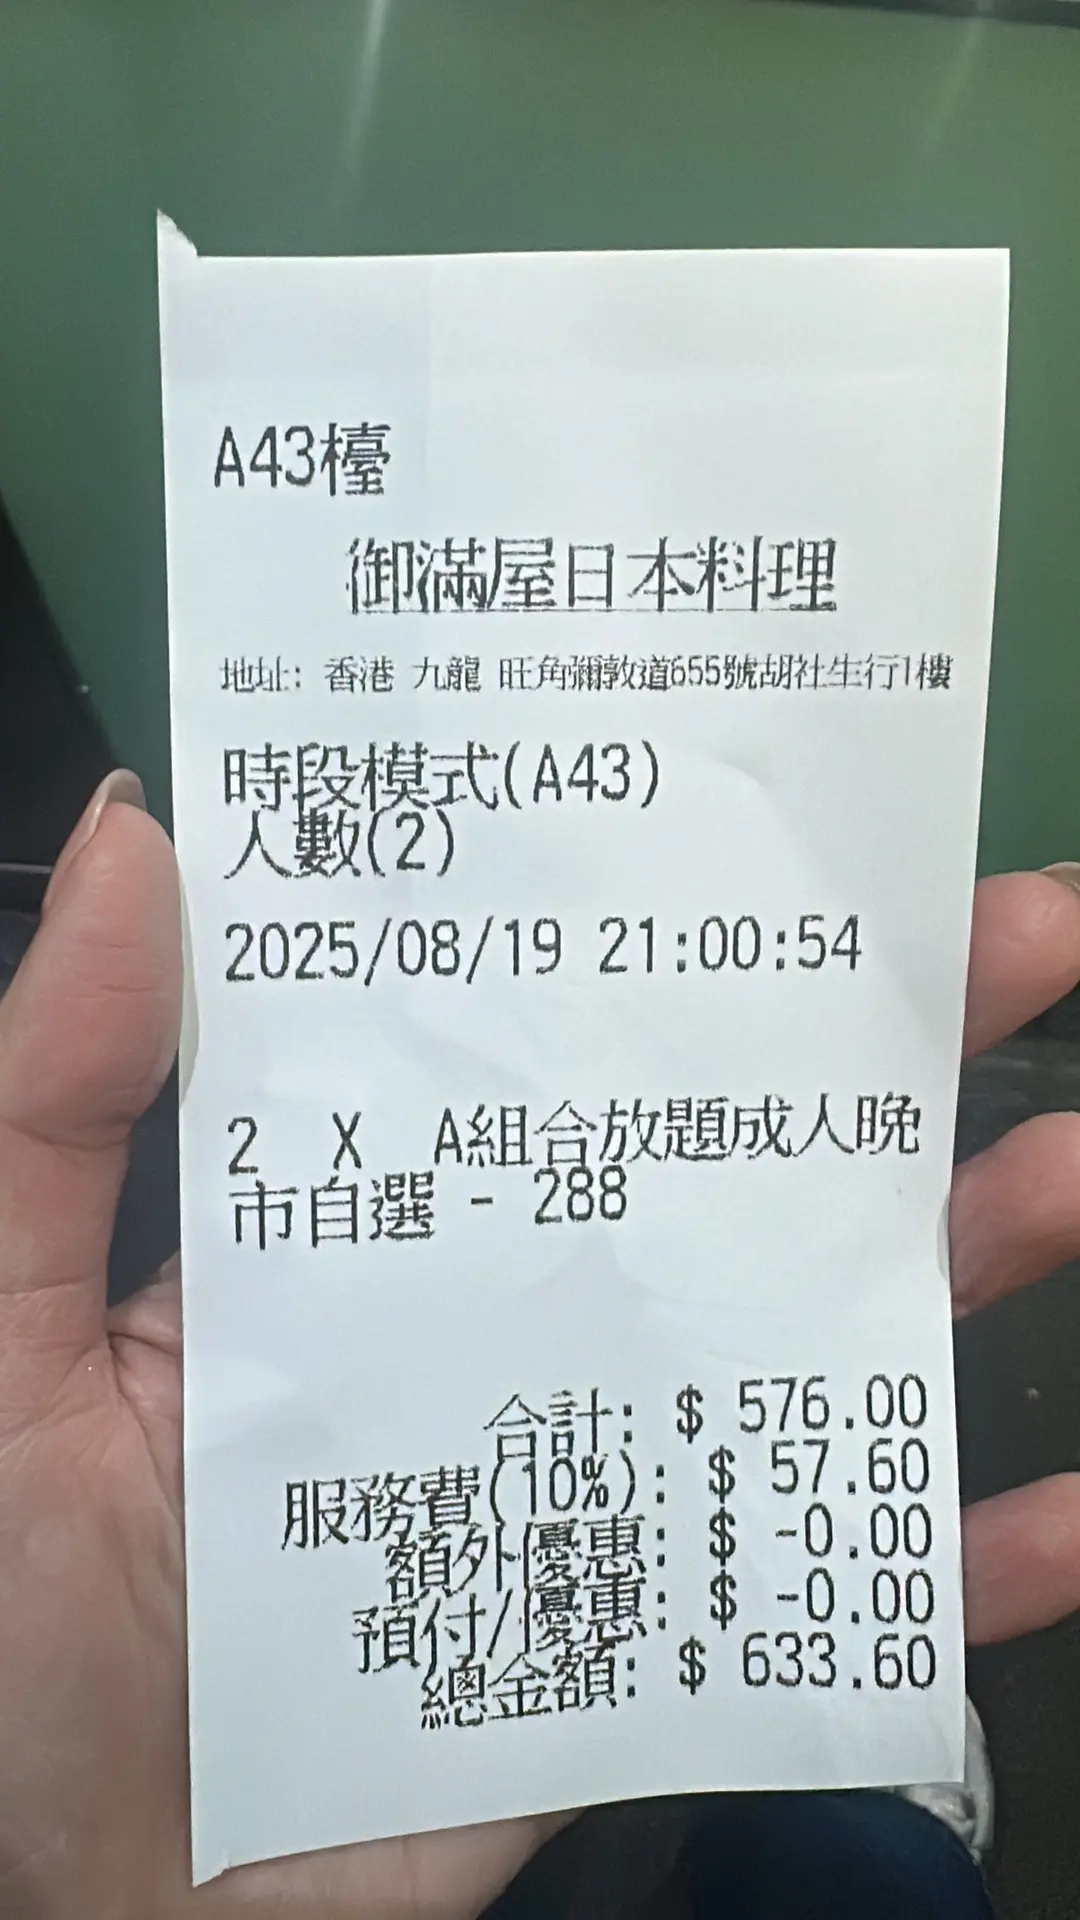 A43檯
御滿屋日本料理
地址: 香港 九龍 旺角彌敦道655號胡社生行1樓
時段模式(A43)
人數(2)
2025/08/19 21:00:54
2 X A組合放題成人晚
市自選 - 288
合計: $ 576.00
服務費(10%): $ 57.60
額外優惠: $ -0.00
預付/優惠: $ -0.00
總金額: $ 633.60